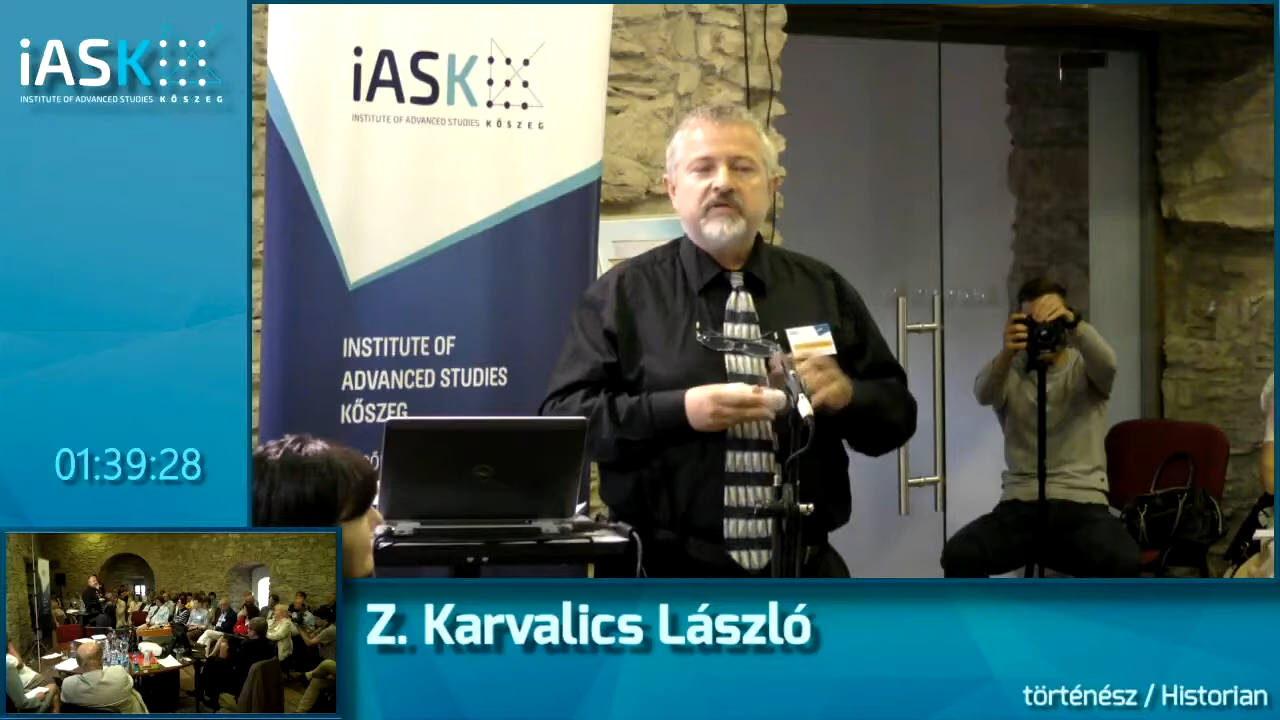 iASK
INSTITUTE OF ADVANCED STUDIES KŐSZEG
iASK
INSTITUTE OF ADVANCED STUDIES KŐSZEG
INSTITUTE OF
ADVANCED STUDIES
KŐSZEG
01:39:28
Z. Karvalics László
történész / Historian